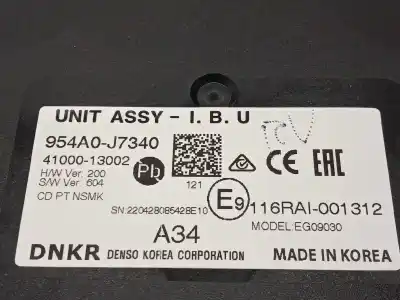 UNIT ASSY - I. B. U
954A0-J7340
41000-13002
H/W Ver. 200
S/W Ver. 604
CD PT NSMK
Pb
121
CE EAC
SN:220428085428E10
E9
116RAI-001312
MODEL:EG09030
A34
DNKR DENSO KOREA CORPORATION
MADE IN KOREA